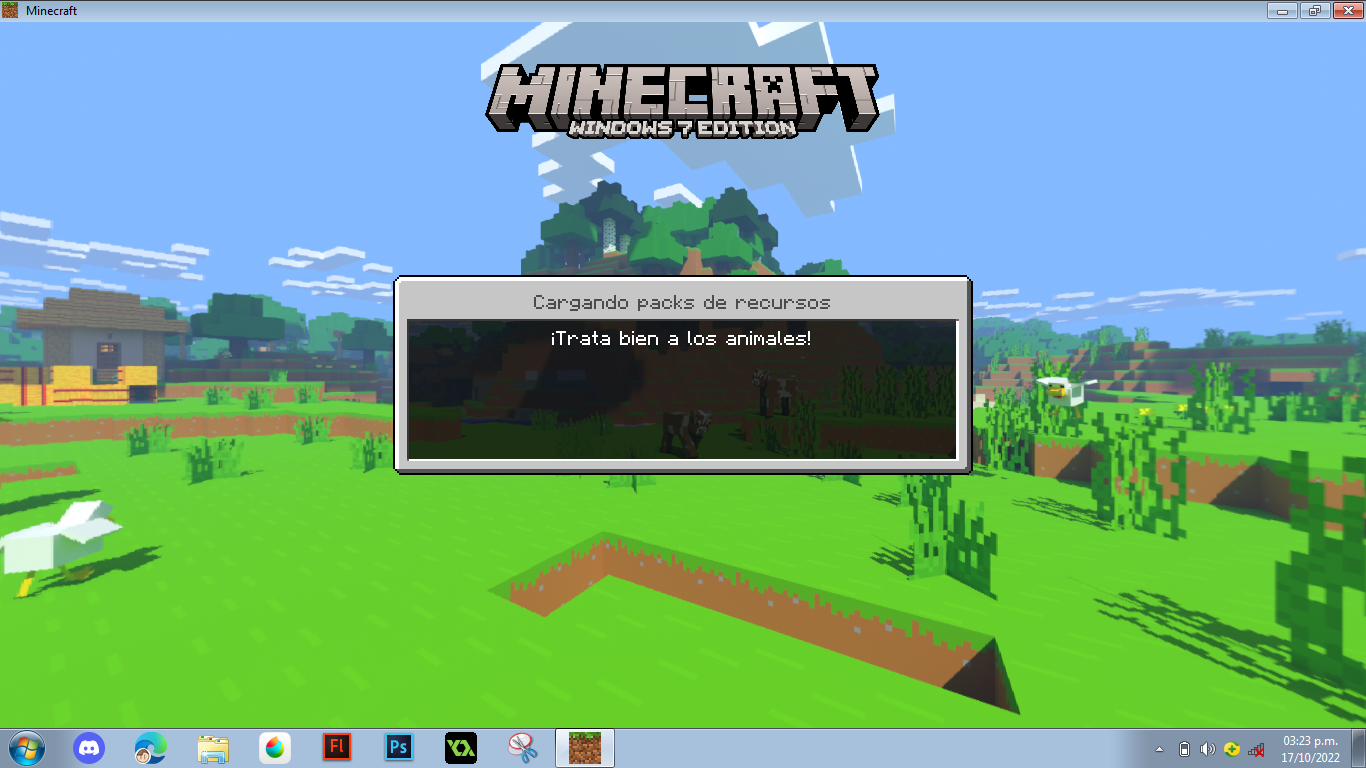 Minecraft
MINECRAFT
WINDOWS 7 EDITION
Cargando packs de recursos
¡Trata bien a los animales!
Fl
Ps
03:23 p.m.
17/10/2022